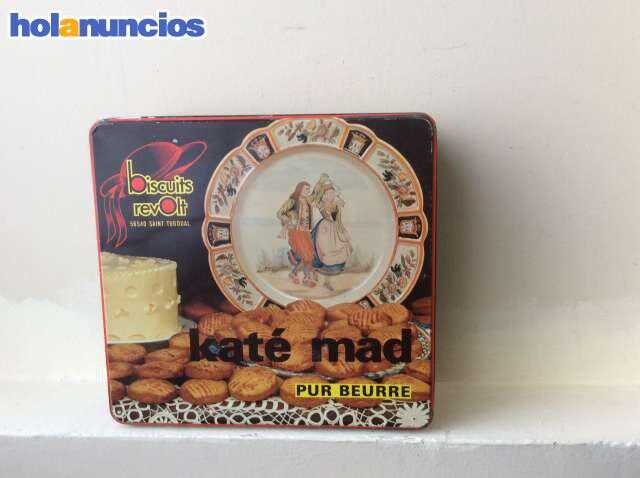 holanuncios
biscuits
revolt
56540 SAINT TUGDUAL
katé mad
PUR BEURRE